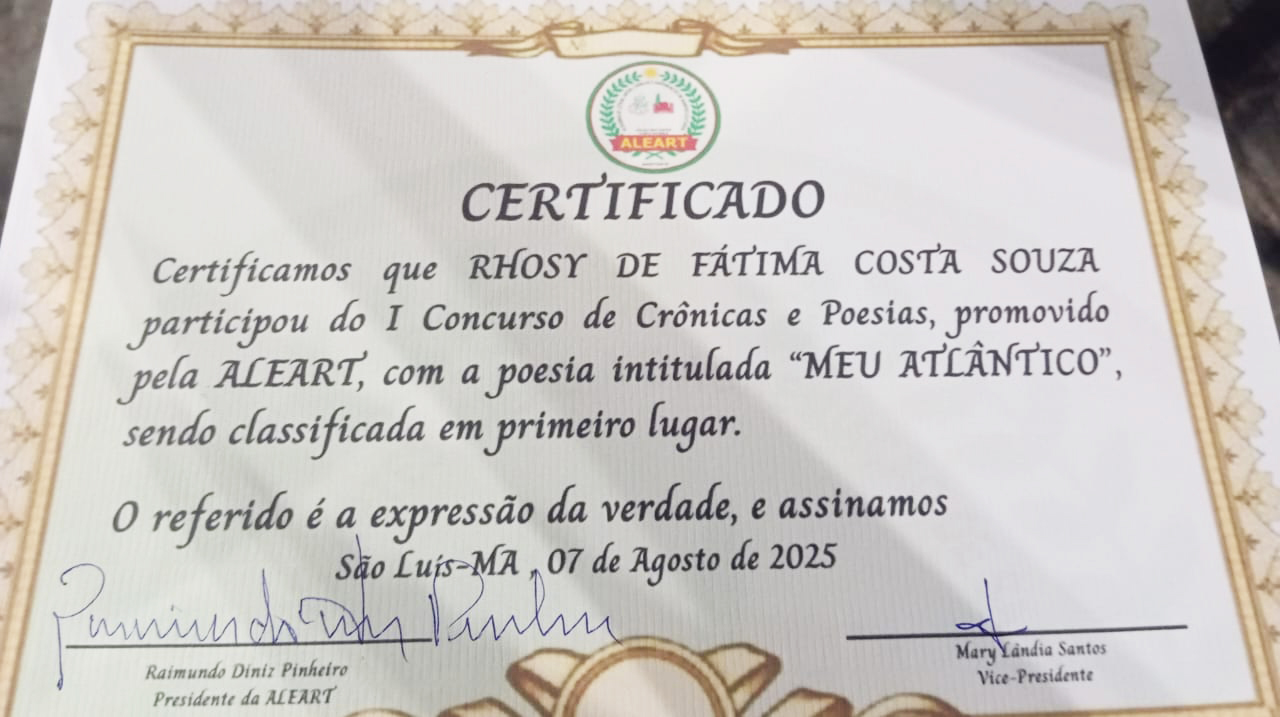 ALEART
CERTIFICADO
Certificamos que RHOSY DE FÁTIMA COSTA SOUZA
participou do I Concurso de Crônicas e Poesias, promovido
pela ALEART, com a poesia intitulada “MEU ATLÂNTICO”,
sendo classificada em primeiro lugar.
O referido é a expressão da verdade, e assinamos
São Luís-MA , 07 de Agosto de 2025
Raimundo Diniz Pinheiro
Presidente da ALEART
Mary Lândia Santos
Vice-Presidente